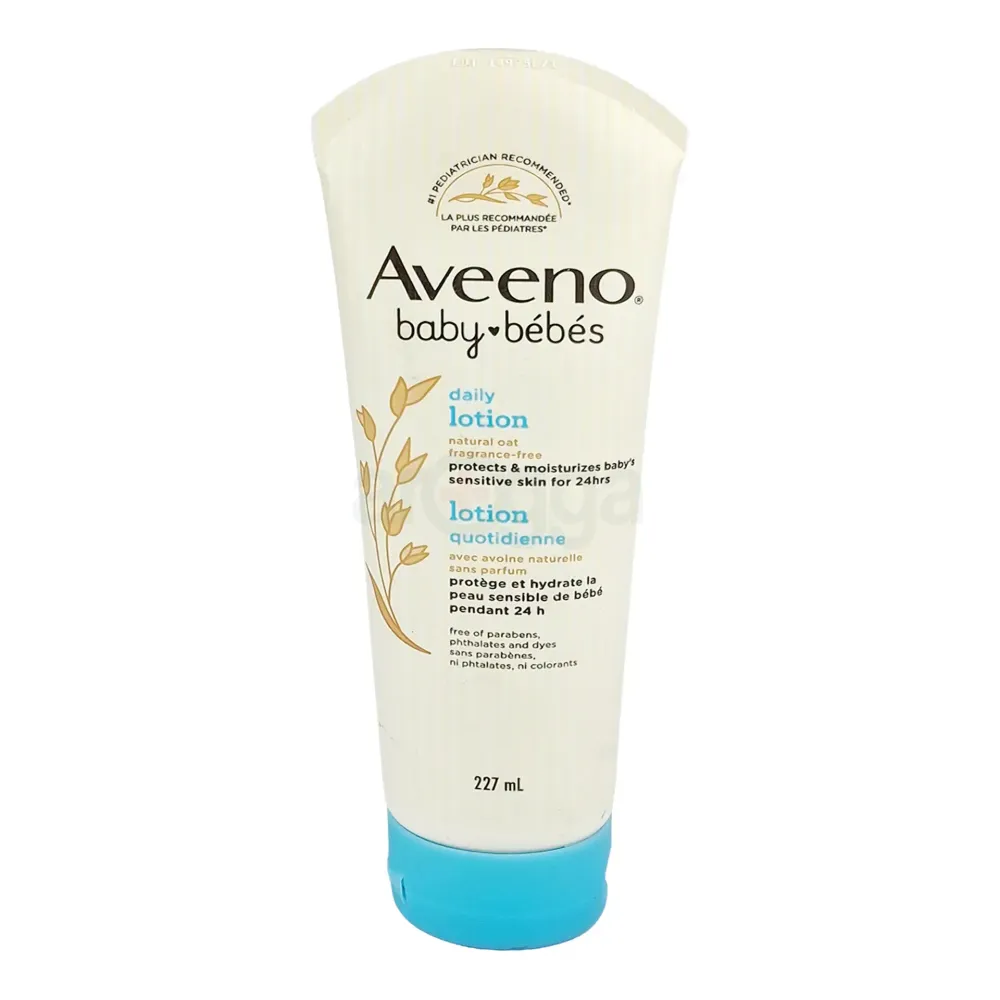 #1 PEDIATRICIAN RECOMMENDED*
LA PLUS RECOMMANDÉE
PAR LES PÉDIATRES*
Aveeno®
baby♥bébés
daily
lotion
natural oat
fragrance-free
protects & moisturizes baby's
sensitive skin for 24hrs
lotion
quotidienne
avec avoine naturelle
sans parfum
protège et hydrate la
peau sensible de bébé
pendant 24 h
free of parabens,
phthalates and dyes
sans parabènes,
ni phtalates, ni colorants
227 mL